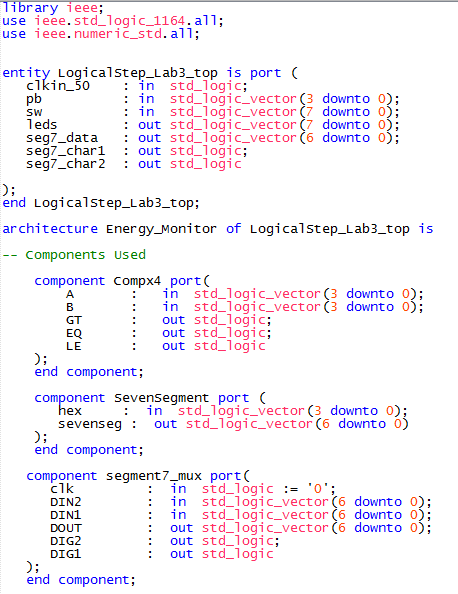 library ieee;
use ieee.std_logic_1164.all;
use ieee.numeric_std.all;
entity LogicalStep_Lab3_top is port (
clkin_50 : in std_logic;
pb : in std_logic_vector(3 downto 0);
sw : in std_logic_vector(7 downto 0);
leds : out std_logic_vector(7 downto 0);
seg7_data : out std_logic_vector(6 downto 0);
seg7_char1 : out std_logic;
seg7_char2 : out std_logic
);
end LogicalStep_Lab3_top;
architecture Energy_Monitor of LogicalStep_Lab3_top is
-- Components Used
component Compx4 port(
A : in std_logic_vector(3 downto 0);
B : in std_logic_vector(3 downto 0);
GT : out std_logic;
EQ : out std_logic;
LE : out std_logic
);
end component;
component SevenSegment port (
hex : in std_logic_vector(3 downto 0);
sevenseg : out std_logic_vector(6 downto 0)
);
end component;
component segment7_mux port(
clk : in std_logic := '0';
DIN2 : in std_logic_vector(6 downto 0);
DIN1 : in std_logic_vector(6 downto 0);
DOUT : out std_logic_vector(6 downto 0);
DIG2 : out std_logic;
DIG1 : out std_logic
);
end component;